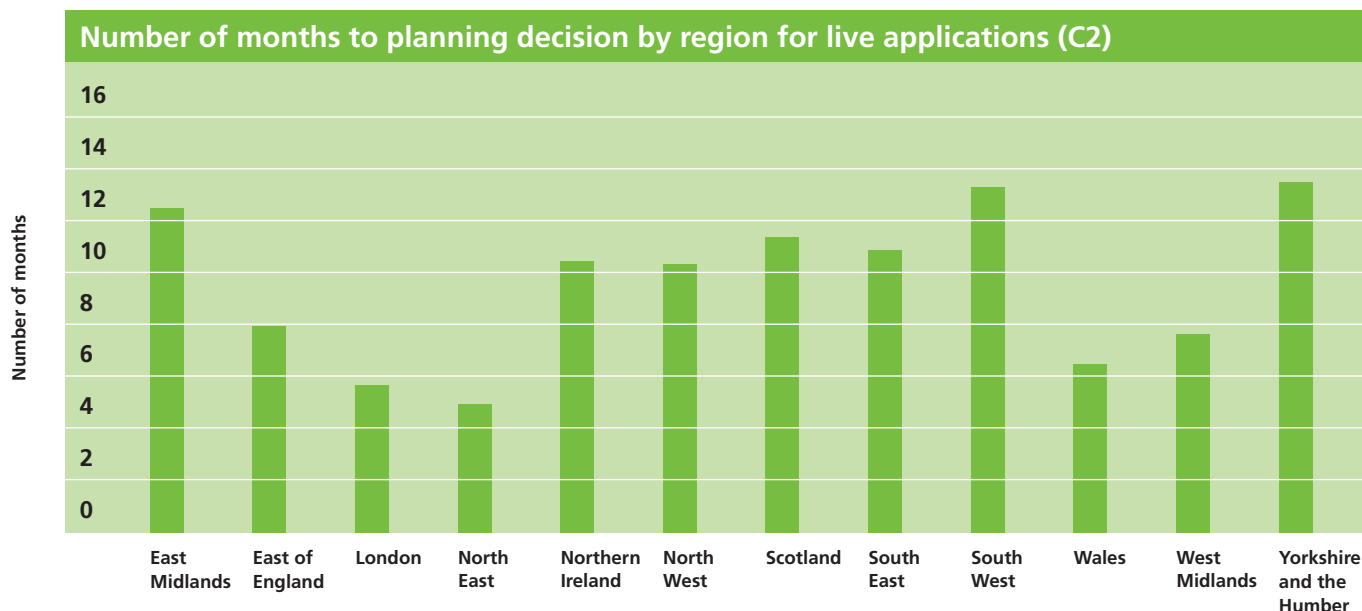 Number of months to planning decision by region for live applications (C2)
Number of months
16
14
12
10
8
6
4
2
0
East
Midlands
East of
England
London
North
East
Northern
Ireland
North
West
Scotland
South
East
South
West
Wales
West
Midlands
Yorkshire
and the
Humber